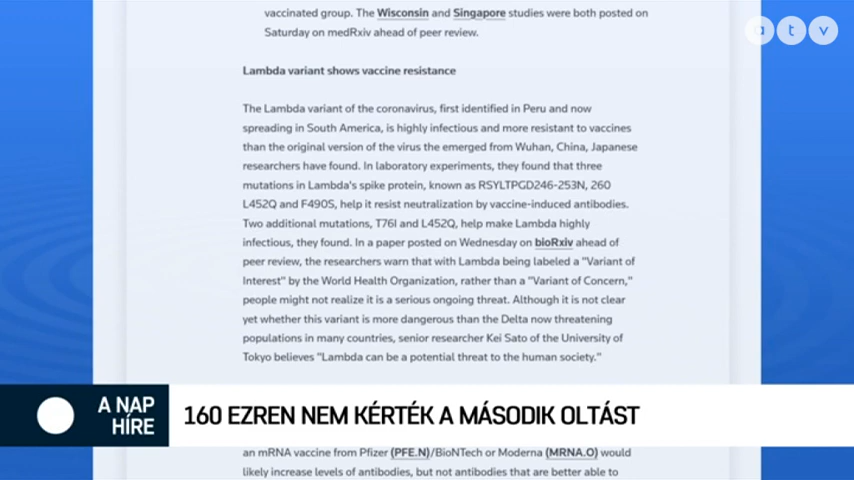 vaccinated group. The Wisconsin and Singapore studies were both posted on
Saturday on medRxiv ahead of peer review.
Lambda variant shows vaccine resistance
The Lambda variant of the coronavirus, first identified in Peru and now
spreading in South America, is highly infectious and more resistant to vaccines
than the original version of the virus the emerged from Wuhan, China, Japanese
researchers have found. In laboratory experiments, they found that three
mutations in Lambda's spike protein, known as RSYLTPGD246-253N, 260
L452Q and F490S, help it resist neutralization by vaccine-induced antibodies.
Two additional mutations, T76I and L452Q, help make Lambda highly
infectious, they found. In a paper posted on Wednesday on bioRxiv ahead of
peer review, the researchers warn that with Lambda being labeled a "Variant of
Interest" by the World Health Organization, rather than a "Variant of Concern,"
people might not realize it is a serious ongoing threat. Although it is not clear
yet whether this variant is more dangerous than the Delta now threatening
populations in many countries, senior researcher Kei Sato of the University of
Tokyo believes "Lambda can be a potential threat to the human society."
an mRNA vaccine from Pfizer (PFE.N)/BioNTech or Moderna (MRNA.O) would
likely increase levels of antibodies, but not antibodies that are better able to
atv
A NAP
HÍRE
160 EZREN NEM KÉRTÉK A MÁSODIK OLTÁST